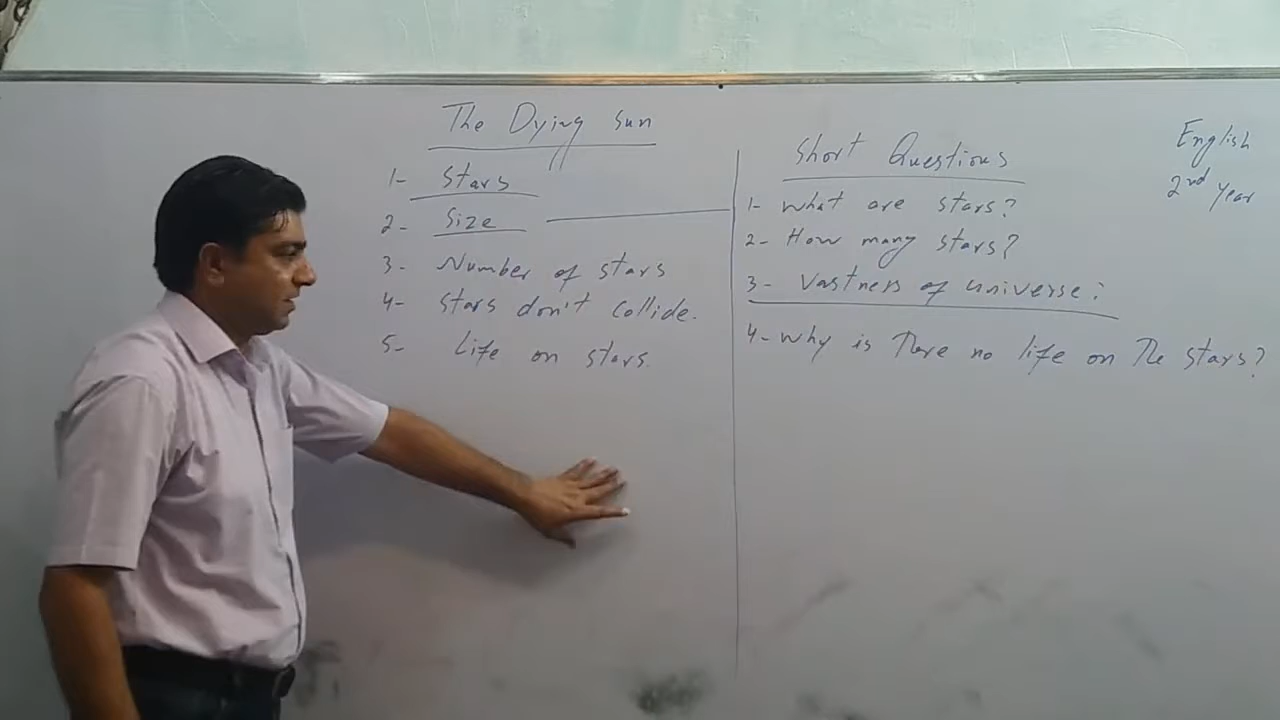 The Dying Sun
1- Stars
2- Size
3- Number of stars
4- Stars don't collide.
5- Life on stars.
Short Questions
1- What are stars?
2- How many stars?
3- Vastness of universe:
4- Why is There no life on The stars?
English
2nd Year